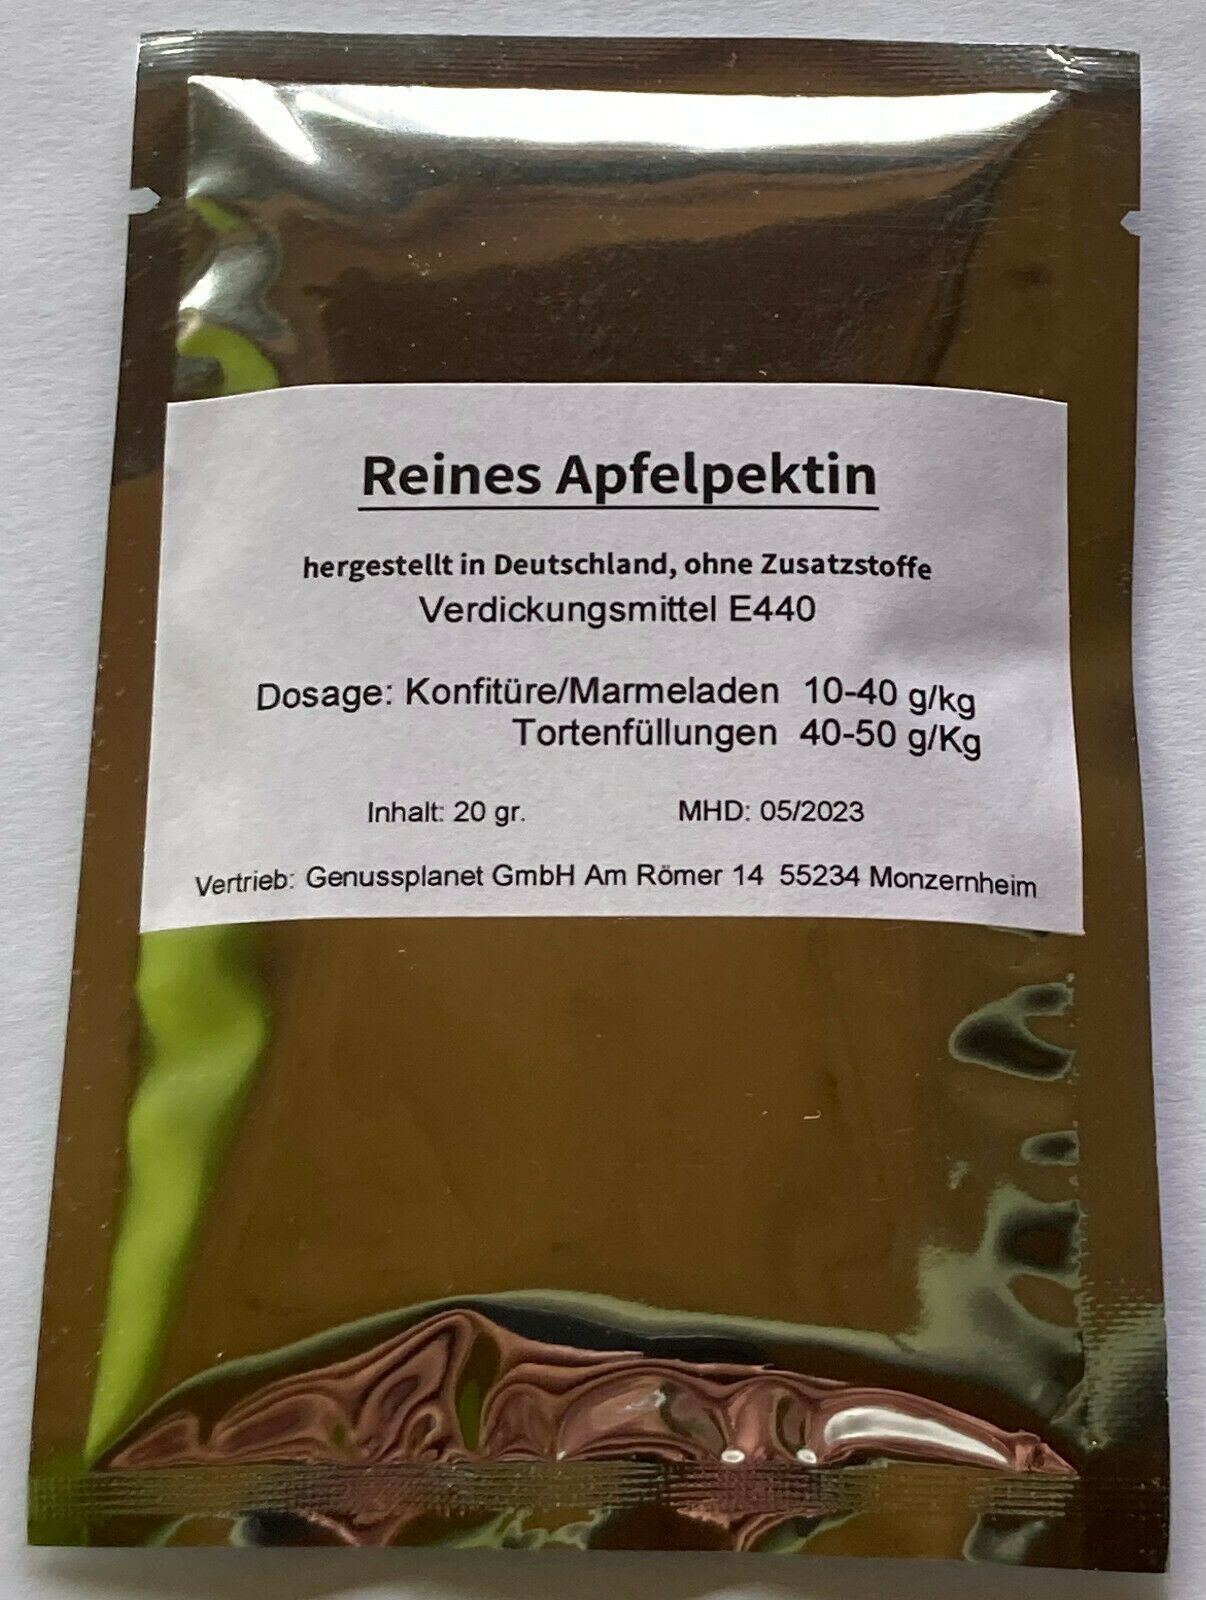 Reines Apfelpektin
hergestellt in Deutschland, ohne Zusatzstoffe
Verdickungsmittel E440
Dosage: Konfitüre/Marmeladen 10-40 g/kg
Tortenfüllungen 40-50 g/Kg
Inhalt: 20 gr. MHD: 05/2023
Vertrieb: Genussplanet GmbH Am Römer 14 55234 Monzernheim